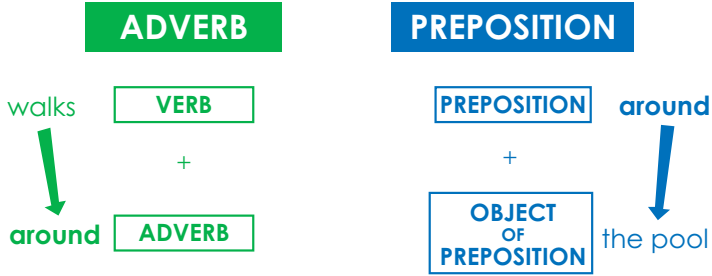 ADVERB
walks VERB
+
around ADVERB
PREPOSITION
PREPOSITION around
+
OBJECT
OF
PREPOSITION
the pool